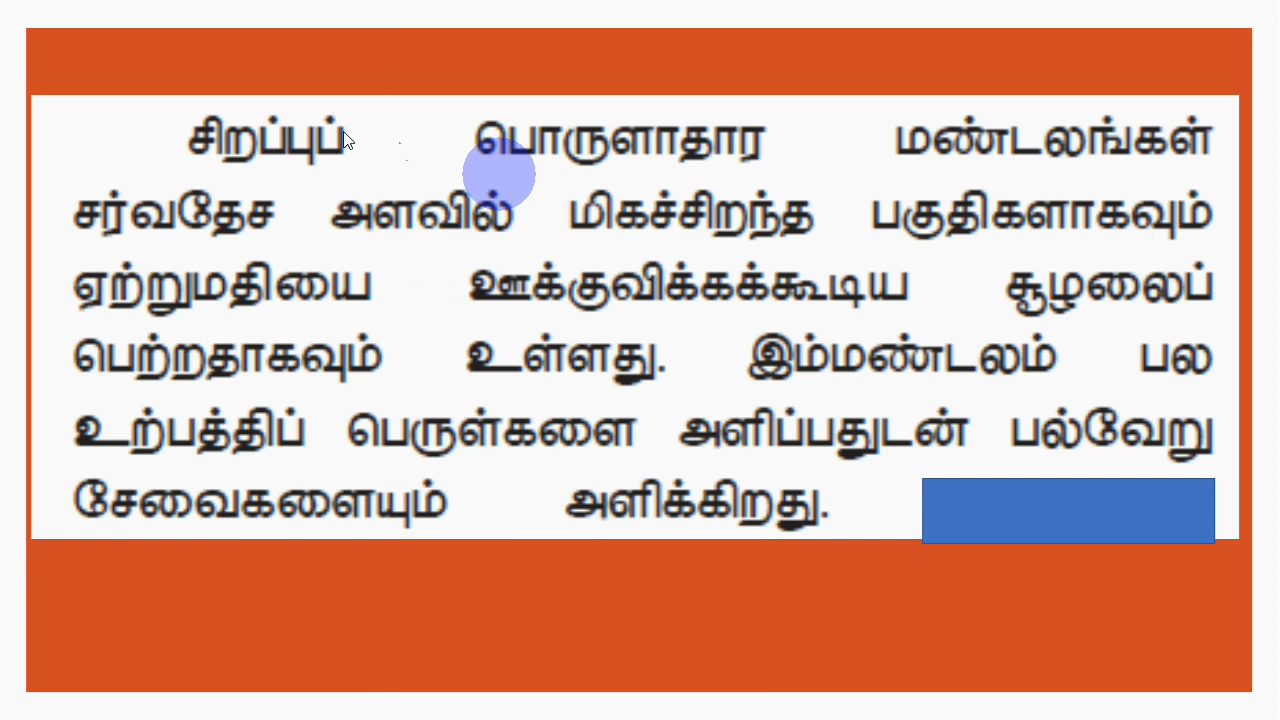 சிறப்புப் பொருளாதார மண்டலங்கள்
சர்வதேச அளவில் மிகச்சிறந்த பகுதிகளாகவும்
ஏற்றுமதியை ஊக்குவிக்கக்கூடிய சூழலைப்
பெற்றதாகவும் உள்ளது. இம்மண்டலம் பல
உற்பத்திப் பெருள்களை அளிப்பதுடன் பல்வேறு
சேவைகளையும் அளிக்கிறது.